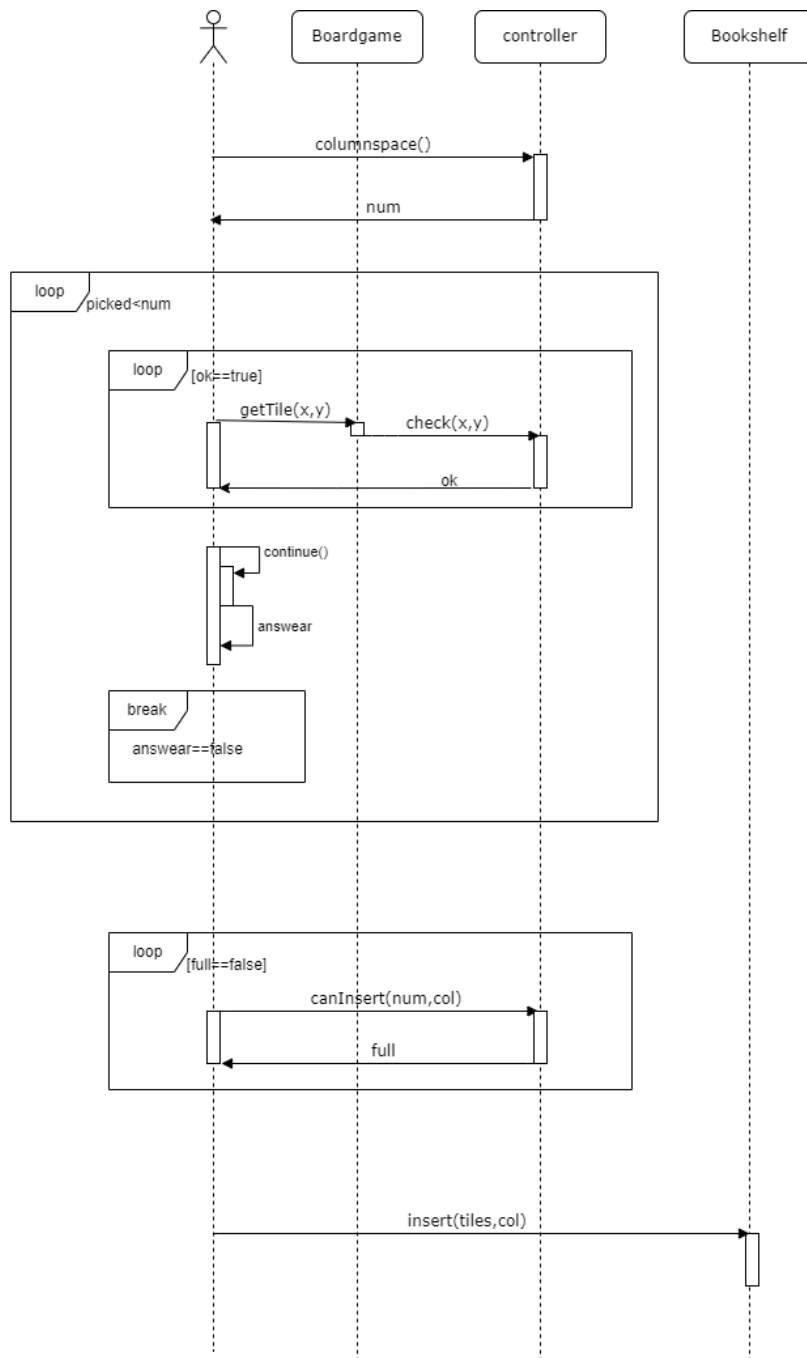 Boardgame
controller
Bookshelf
columnspace()
num
loop
picked<num
loop
[ok==true]
getTile(x,y)
check(x,y)
ok
continue()
answear
break
answear==false
loop
[full==false]
canInsert(num,col)
full
insert(tiles,col)